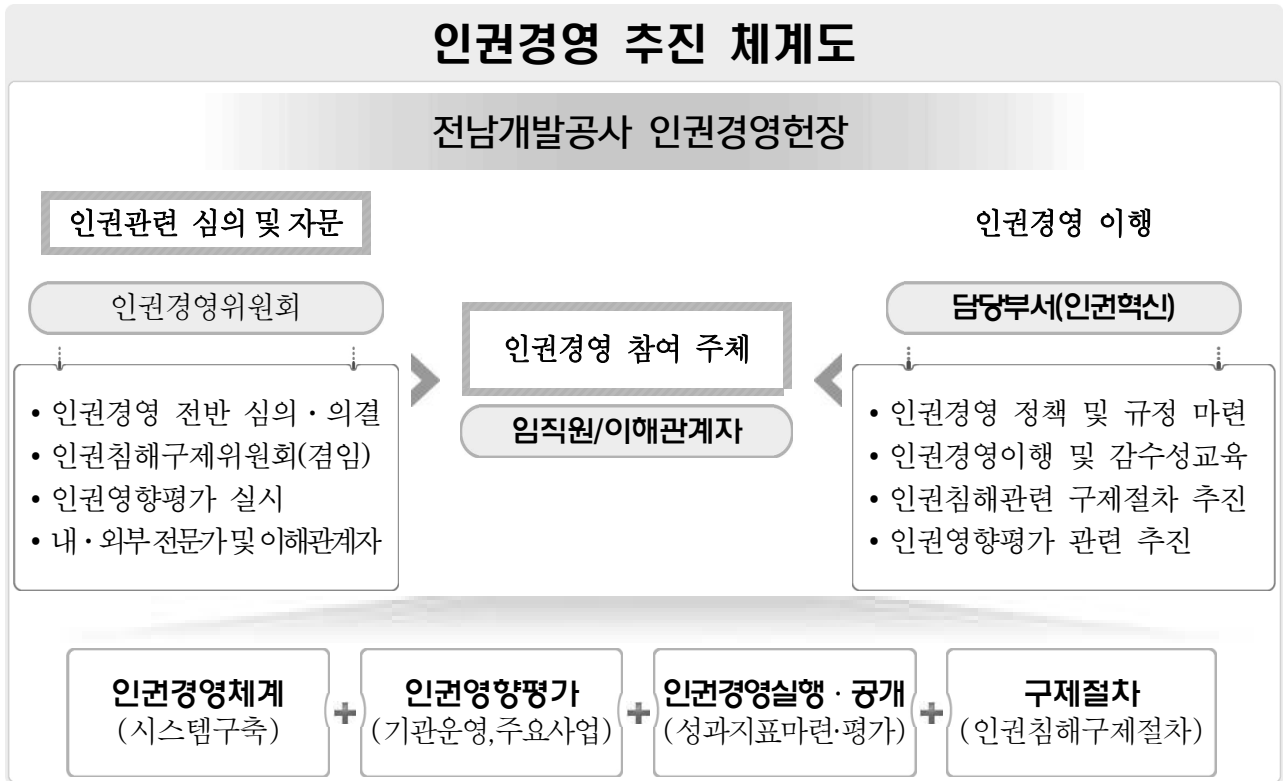 인권경영 추진 체계도
전남개발공사 인권경영헌장
인권관련 심의 및 자문
인권경영위원회
• 인권경영 전반 심의·의결
• 인권침해구제위원회(겸임)
• 인권영향평가 실시
• 내·외부 전문가 및 이해관계자
인권경영 참여 주체
임직원/이해관계자
인권경영 이행
담당부서(인권혁신)
• 인권경영 정책 및 규정 마련
• 인권경영이행 및 감수성교육
• 인권침해관련 구제절차 추진
• 인권영향평가 관련 추진
인권경영체계
(시스템구축)
+
인권영향평가
(기관운영,주요사업)
+
인권경영실행·공개
(성과지표마련·평가)
+
구제절차
(인권침해구제절차)